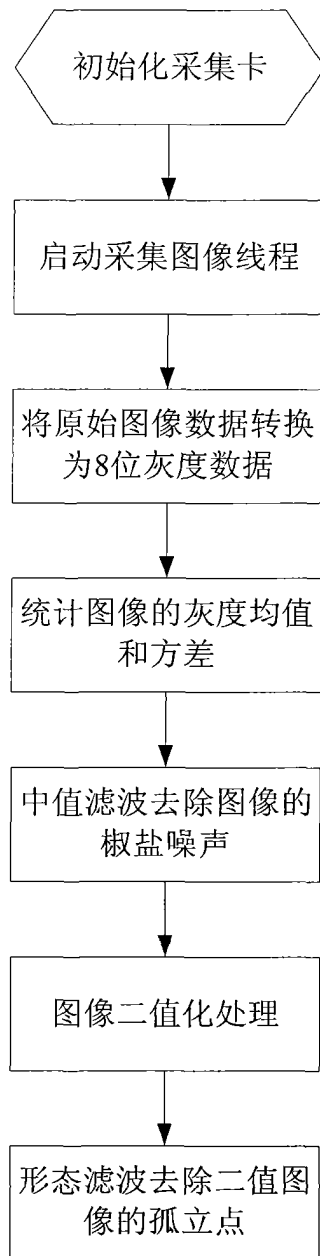 初始化采集卡
启动采集图像线程
将原始图像数据转换
为8位灰度数据
统计图像的灰度均值
和方差
中值滤波去除图像的
椒盐噪声
图像二值化处理
形态滤波去除二值图
像的孤立点